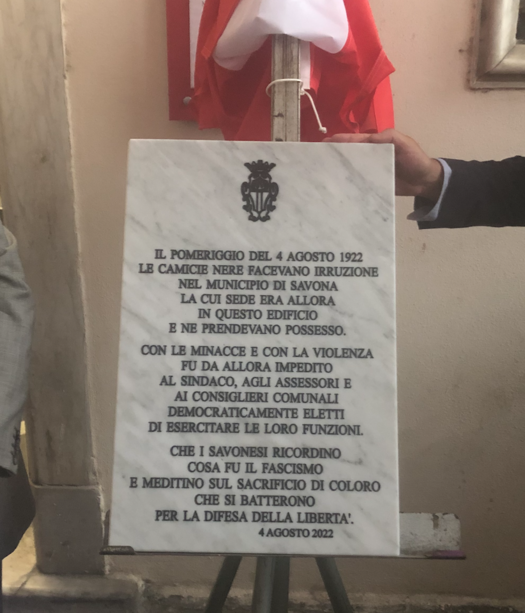 IL POMERIGGIO DEL 4 AGOSTO 1922
LE CAMICIE NERE FACEVANO IRRUZIONE
NEL MUNICIPIO DI SAVONA
LA CUI SEDE ERA ALLORA
IN QUESTO EDIFICIO
E NE PRENDEVANO POSSESSO.
CON LE MINACCE E CON LA VIOLENZA
FU DA ALLORA IMPEDITO
AL SINDACO, AGLI ASSESSORI E
AI CONSIGLIERI COMUNALI
DEMOCRATICAMENTE ELETTI
DI ESERCITARE LE LORO FUNZIONI.
CHE I SAVONESI RICORDINO
COSA FU IL FASCISMO
E MEDITINO SUL SACRIFICIO DI COLORO
CHE SI BATTERONO
PER LA DIFESA DELLA LIBERTA'.
4 AGOSTO 2022